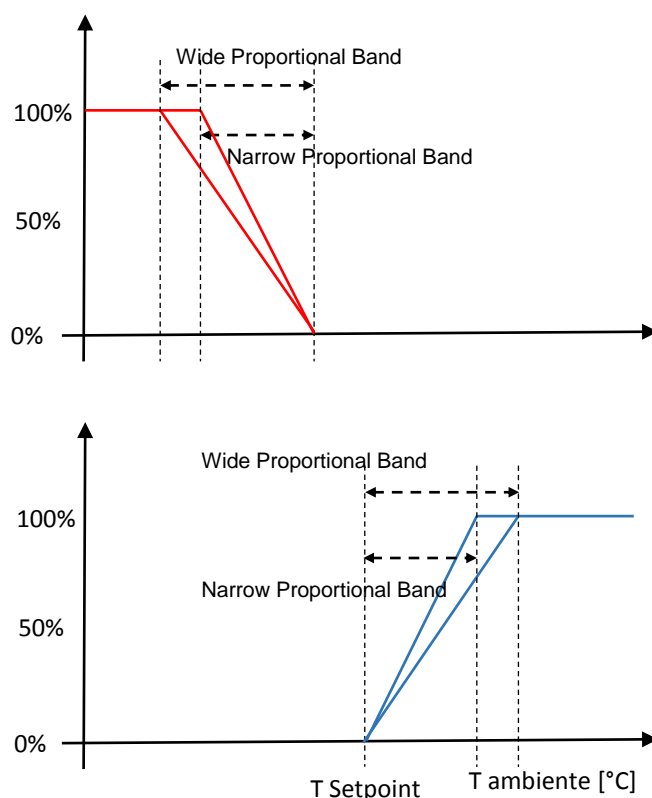 Wide Proportional Band
100%
Narrow Proportional Band
50%
0%
Wide Proportional Band
100%
Narrow Proportional Band
50%
0%
T Setpoint
T ambiente [°C]